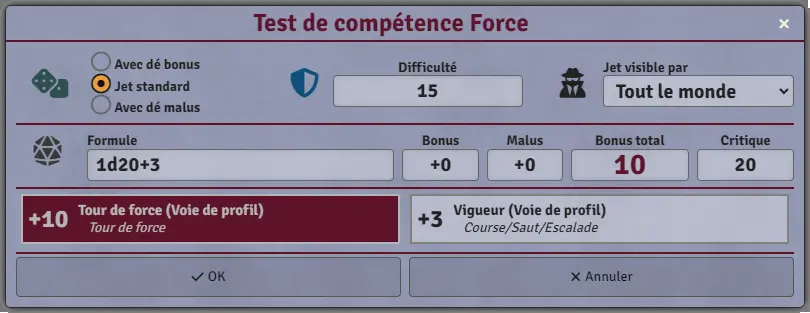 Test de compétence Force
×
Avec dé bonus
Jet standard
Avec dé malus
Difficulté
15
Jet visible par
Tout le monde
Formule
1d20+3
Bonus
+0
Malus
+0
Bonus total
10
Critique
20
+10 Tour de force (Voie de profil)
Tour de force
+3 Vigueur (Voie de profil)
Course/Saut/Escalade
✓ OK
× Annuler